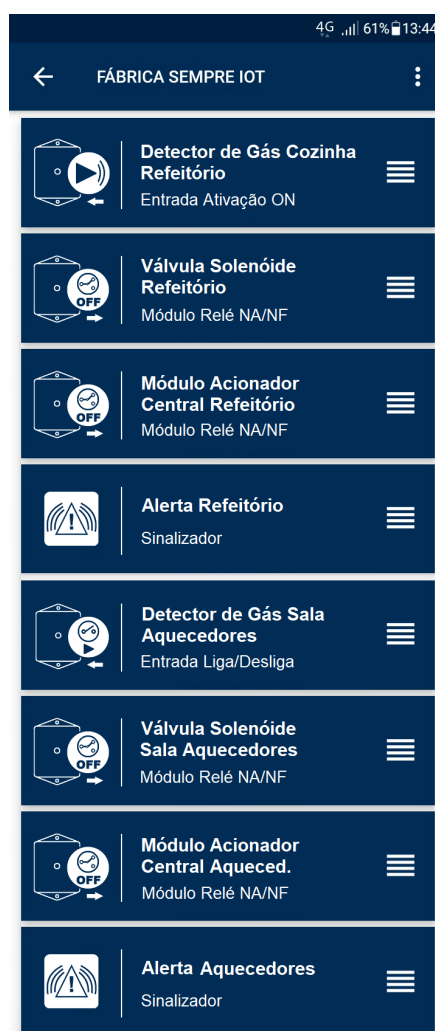 4G 61% 13:44
FÁBRICA SEMPRE IOT
Detector de Gás Cozinha
Refeitório
Entrada Ativação ON
Válvula Solenóide
Refeitório
OFF
Módulo Relé NA/NF
Módulo Acionador
Central Refeitório
OFF
Módulo Relé NA/NF
Alerta Refeitório
!
Sinalizador
Detector de Gás Sala
Aquecedores
Entrada Liga/Desliga
Válvula Solenóide
Sala Aquecedores
OFF
Módulo Relé NA/NF
Módulo Acionador
Central Aqueced.
OFF
Módulo Relé NA/NF
Alerta Aquecedores
!
Sinalizador